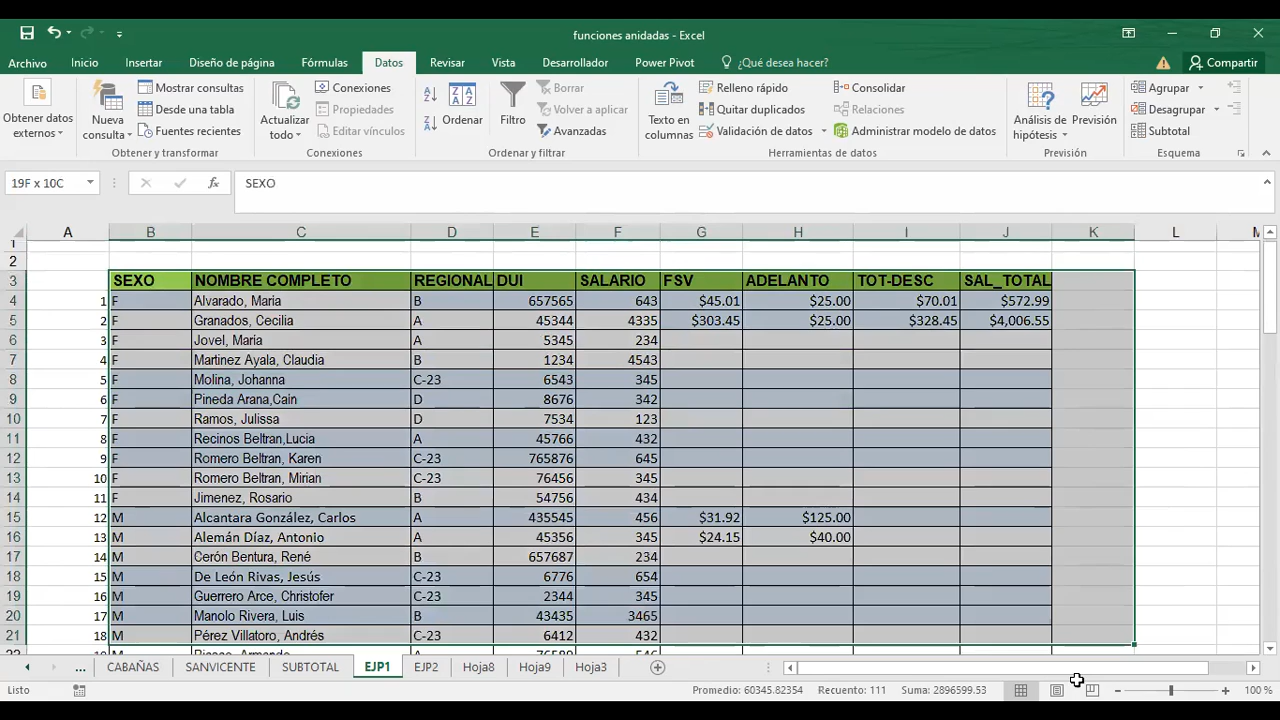 funciones anidadas - Excel
Archivo Inicio Insertar Diseño de página Fórmulas Datos Revisar Vista Desarrollador Power Pivot ¿Qué desea hacer? Compartir
Obtener datos externos
Nueva consulta
Mostrar consultas
Desde una tabla
Fuentes recientes
Actualizar todo
Conexiones
Propiedades
Editar vínculos
Ordenar
Filtro
Borrar
Volver a aplicar
Avanzadas
Texto en columnas
Relleno rápido
Quitar duplicados
Validación de datos
Consolidar
Relaciones
Administrar modelo de datos
Análisis de hipótesis
Previsión
Agrupar
Desagrupar
Subtotal
Obtener y transformar Conexiones Ordenar y filtrar Herramientas de datos Previsión Esquema
19F x 10C fx SEXO
A B C D E F G H I J K L M
1
2
3 SEXO NOMBRE COMPLETO REGIONAL DUI SALARIO FSV ADELANTO TOT-DESC SAL_TOTAL
4 1 F Alvarado, Maria B 657565 643 $45.01 $25.00 $70.01 $572.99
5 2 F Granados, Cecilia A 45344 4335 $303.45 $25.00 $328.45 $4,006.55
6 3 F Jovel, Maria A 5345 234
7 4 F Martinez Ayala, Claudia B 1234 4543
8 5 F Molina, Johanna C-23 6543 345
9 6 F Pineda Arana,Cain D 8676 342
10 7 F Ramos, Julissa D 7534 123
11 8 F Recinos Beltran,Lucia A 45766 432
12 9 F Romero Beltran, Karen C-23 765876 645
13 10 F Romero Beltran, Mirian C-23 76456 345
14 11 F Jimenez, Rosario B 54756 434
15 12 M Alcantara González, Carlos A 435545 456 $31.92 $125.00
16 13 M Alemán Díaz, Antonio A 45356 345 $24.15 $40.00
17 14 M Cerón Bentura, René B 657687 234
18 15 M De León Rivas, Jesús C-23 6776 654
19 16 M Guerrero Arce, Christofer C-23 2344 345
20 17 M Manolo Rivera, Luis B 43435 3465
21 18 M Pérez Villatoro, Andrés C-23 6412 432
... CABAÑAS SANVICENTE SUBTOTAL EJP1 EJP2 Hoja8 Hoja9 Hoja3
Listo Promedio: 60345.82354 Recuento: 111 Suma: 2896599.53 100 %